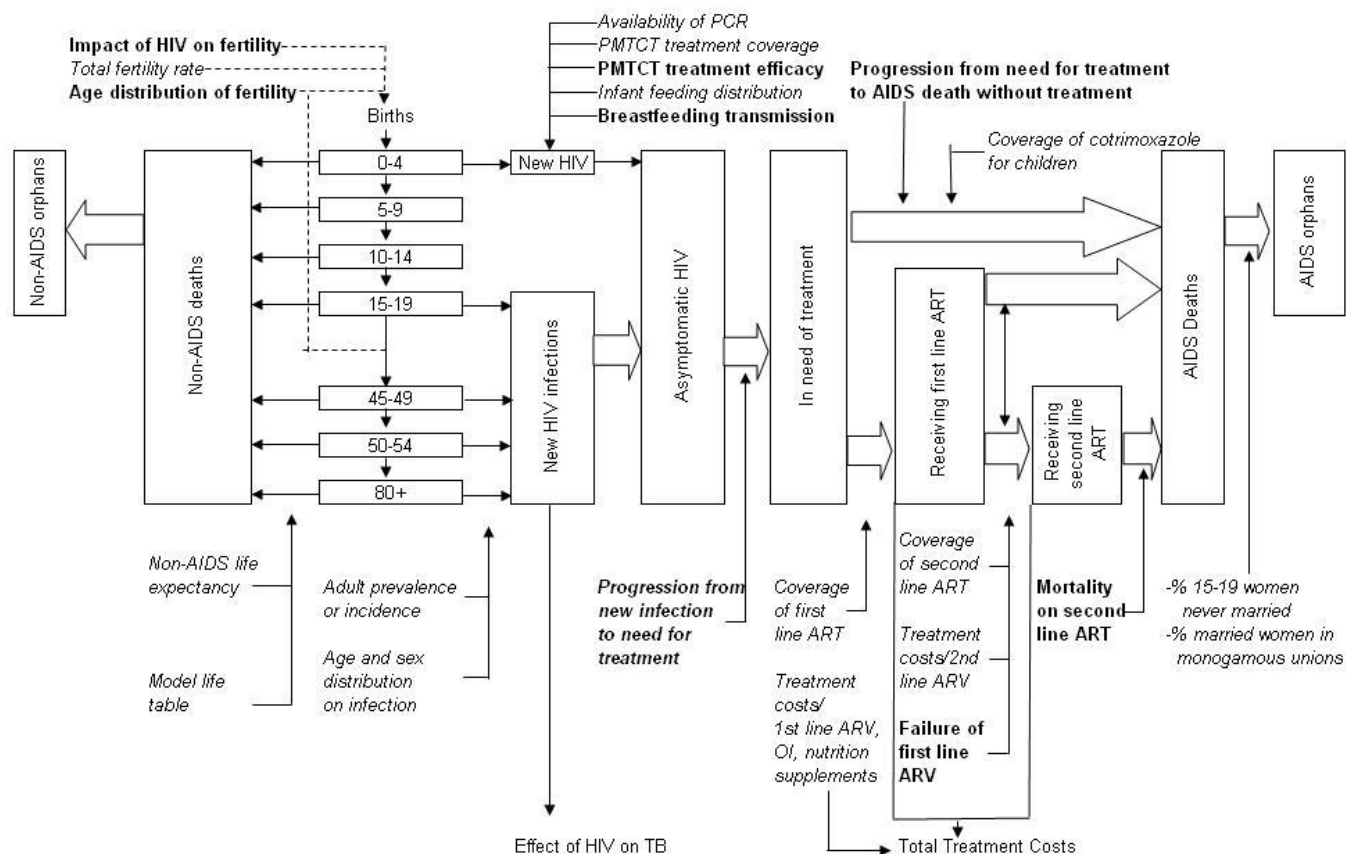 Availability of PCR
PMTCT treatment coverage
PMTCT treatment efficacy
Infant feeding distribution
Breastfeeding transmission
Impact of HIV on fertility
Total fertility rate
Age distribution of fertility
Births
Progression from need for treatment
to AIDS death without treatment
Coverage of cotrimoxazole
for children
Non-AIDS orphans
Non-AIDS deaths
0-4
5-9
10-14
15-19
45-49
50-54
80+
New HIV
New HIV infections
Asymptomatic HIV
In need of treatment
Receiving first line ART
Receiving
second line
ART
AIDS Deaths
AIDS orphans
Non-AIDS life
expectancy
Model life
table
Adult prevalence
or incidence
Age and sex
distribution
on infection
Progression from
new infection
to need for
treatment
Coverage
of first
line ART
Treatment
costs/
1st line ARV,
OI, nutrition
supplements
Coverage
of second
line ART
Treatment
costs/2nd
line ARV
Failure of
first line
ARV
Mortality
on second
line ART
-% 15-19 women
never married
-% married women in
monogamous unions
Effect of HIV on TB
Total Treatment Costs